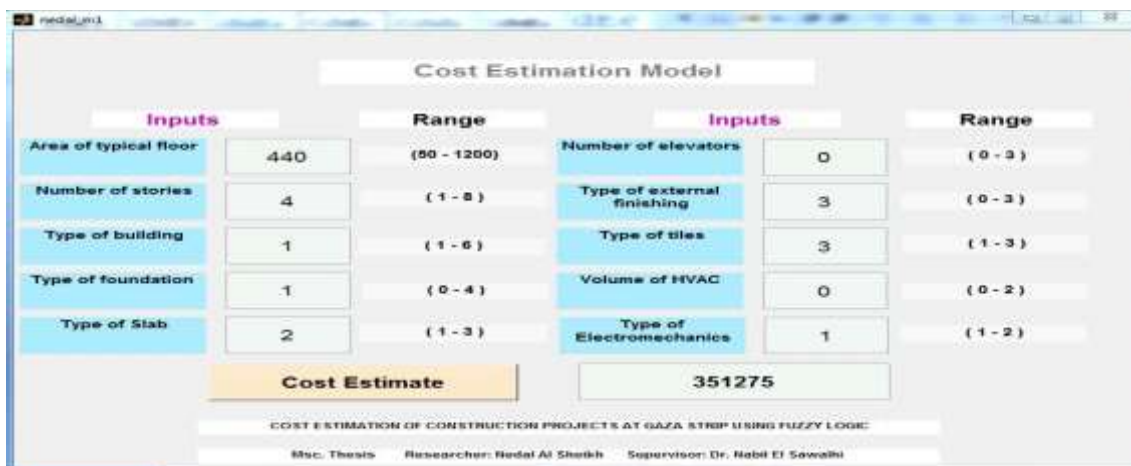 nedal_m1
Cost Estimation Model
Inputs Range Inputs Range
Area of typical floor 440 (80 - 1200) Number of elevators 0 ( 0 - 3 )
Number of stories 4 ( 1 - 8 ) Type of external finishing 3 ( 0 - 3 )
Type of building 1 ( 1 - 6 ) Type of tiles 3 ( 1 - 3 )
Type of foundation 1 ( 0 - 4 ) Volume of HVAC 0 ( 0 - 2 )
Type of Slab 2 ( 1 - 3 ) Type of Electromechanics 1 ( 1 - 2 )
Cost Estimate 351275
COST ESTIMATION OF CONSTRUCTION PROJECTS AT GAZA STRIP USING FUZZY LOGIC
Msc. Thesis Researcher: Nedal Al Sheikh Supervisor: Dr. Nabil El Sawalhi